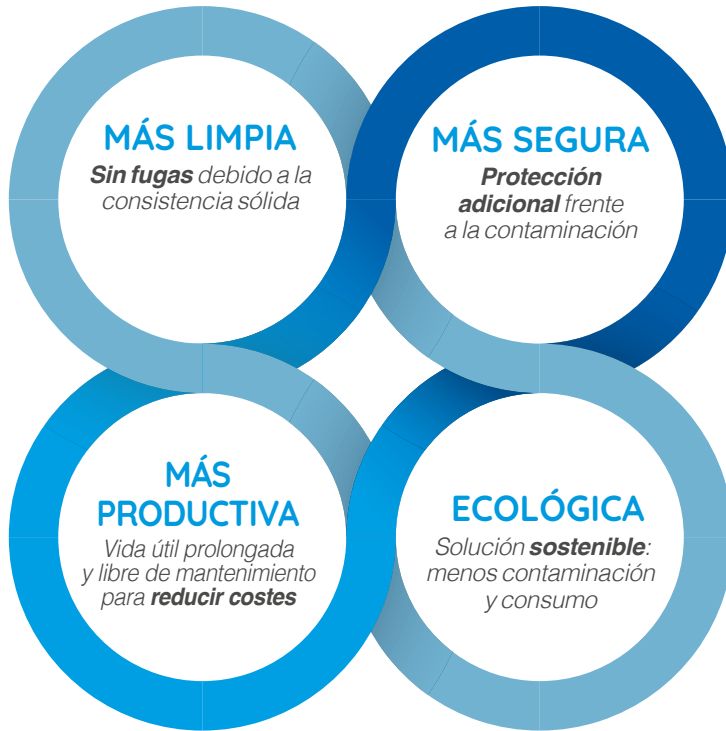 MÁS LIMPIA
Sin fugas debido a la
consistencia sólida
MÁS SEGURA
Protección
adicional frente
a la contaminación
MÁS
PRODUCTIVA
Vida útil prolongada
y libre de mantenimiento
para reducir costes
ECOLÓGICA
Solución sostenible:
menos contaminación
y consumo